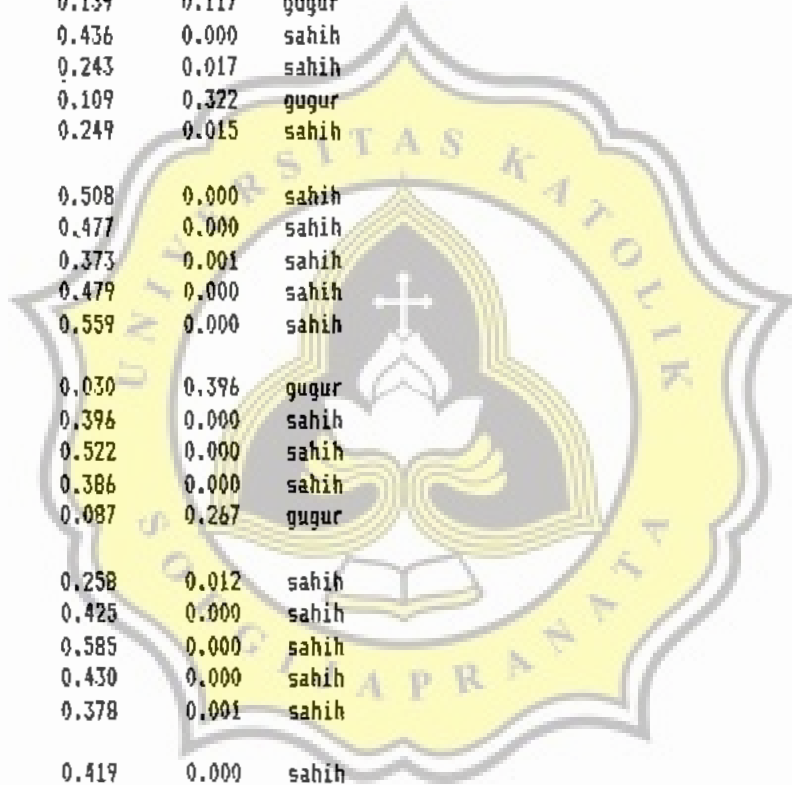 0.139 0.117 gugur
0.436 0.000 sahih
0.243 0.017 sahih
0.109 0.322 gugur
0.249 0.015 sahih
0.508 0.000 sahih
0.477 0.000 sahih
0.373 0.001 sahih
0.479 0.000 sahih
0.559 0.000 sahih
0.030 0.396 gugur
0.396 0.000 sahih
0.522 0.000 sahih
0.386 0.000 sahih
0.087 0.267 gugur
0.258 0.012 sahih
0.425 0.000 sahih
0.585 0.000 sahih
0.430 0.000 sahih
0.378 0.001 sahih
0.419 0.000 sahih
UNIVERSITAS KATOLIK
SOEGIJAPRANATA